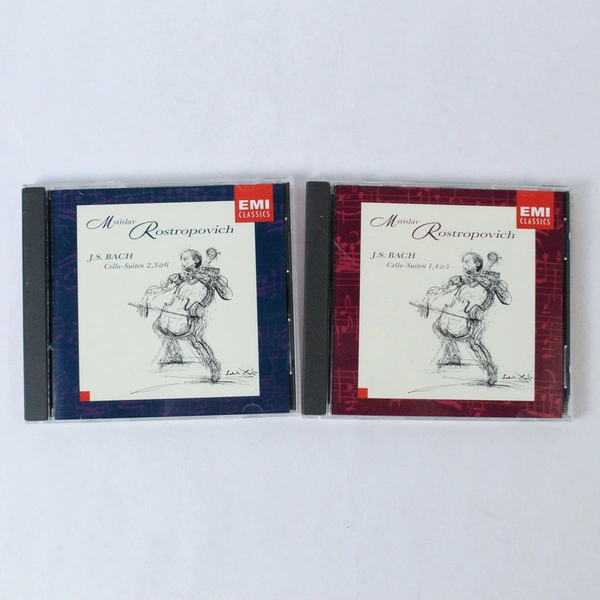 EMI
CLASSICS
Mstislav
Rostropovich
J.S. BACH
Cello-Suiten 2,3&6
EMI
CLASSICS
Mstislav
Rostropovich
J.S. BACH
Cello-Suiten 1,4&5